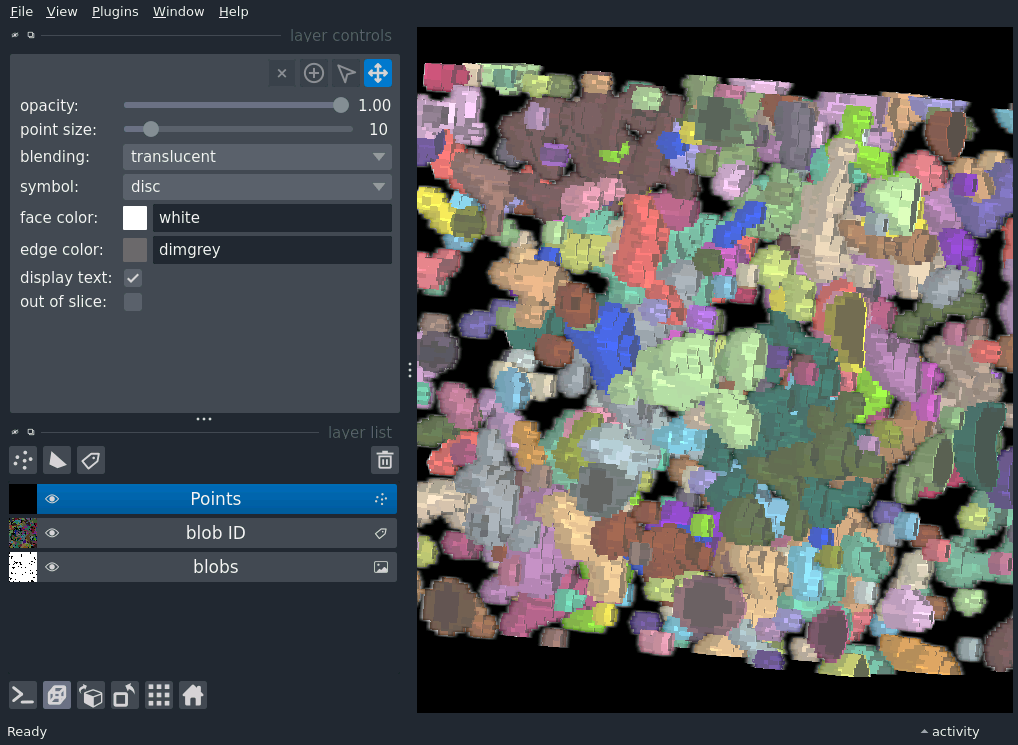 File View Plugins Window Help
layer controls
opacity: 1.00
point size: 10
blending: translucent
symbol: disc
face color: white
edge color: dimgrey
display text:
out of slice:
layer list
Points
blob ID
blobs
Ready activity